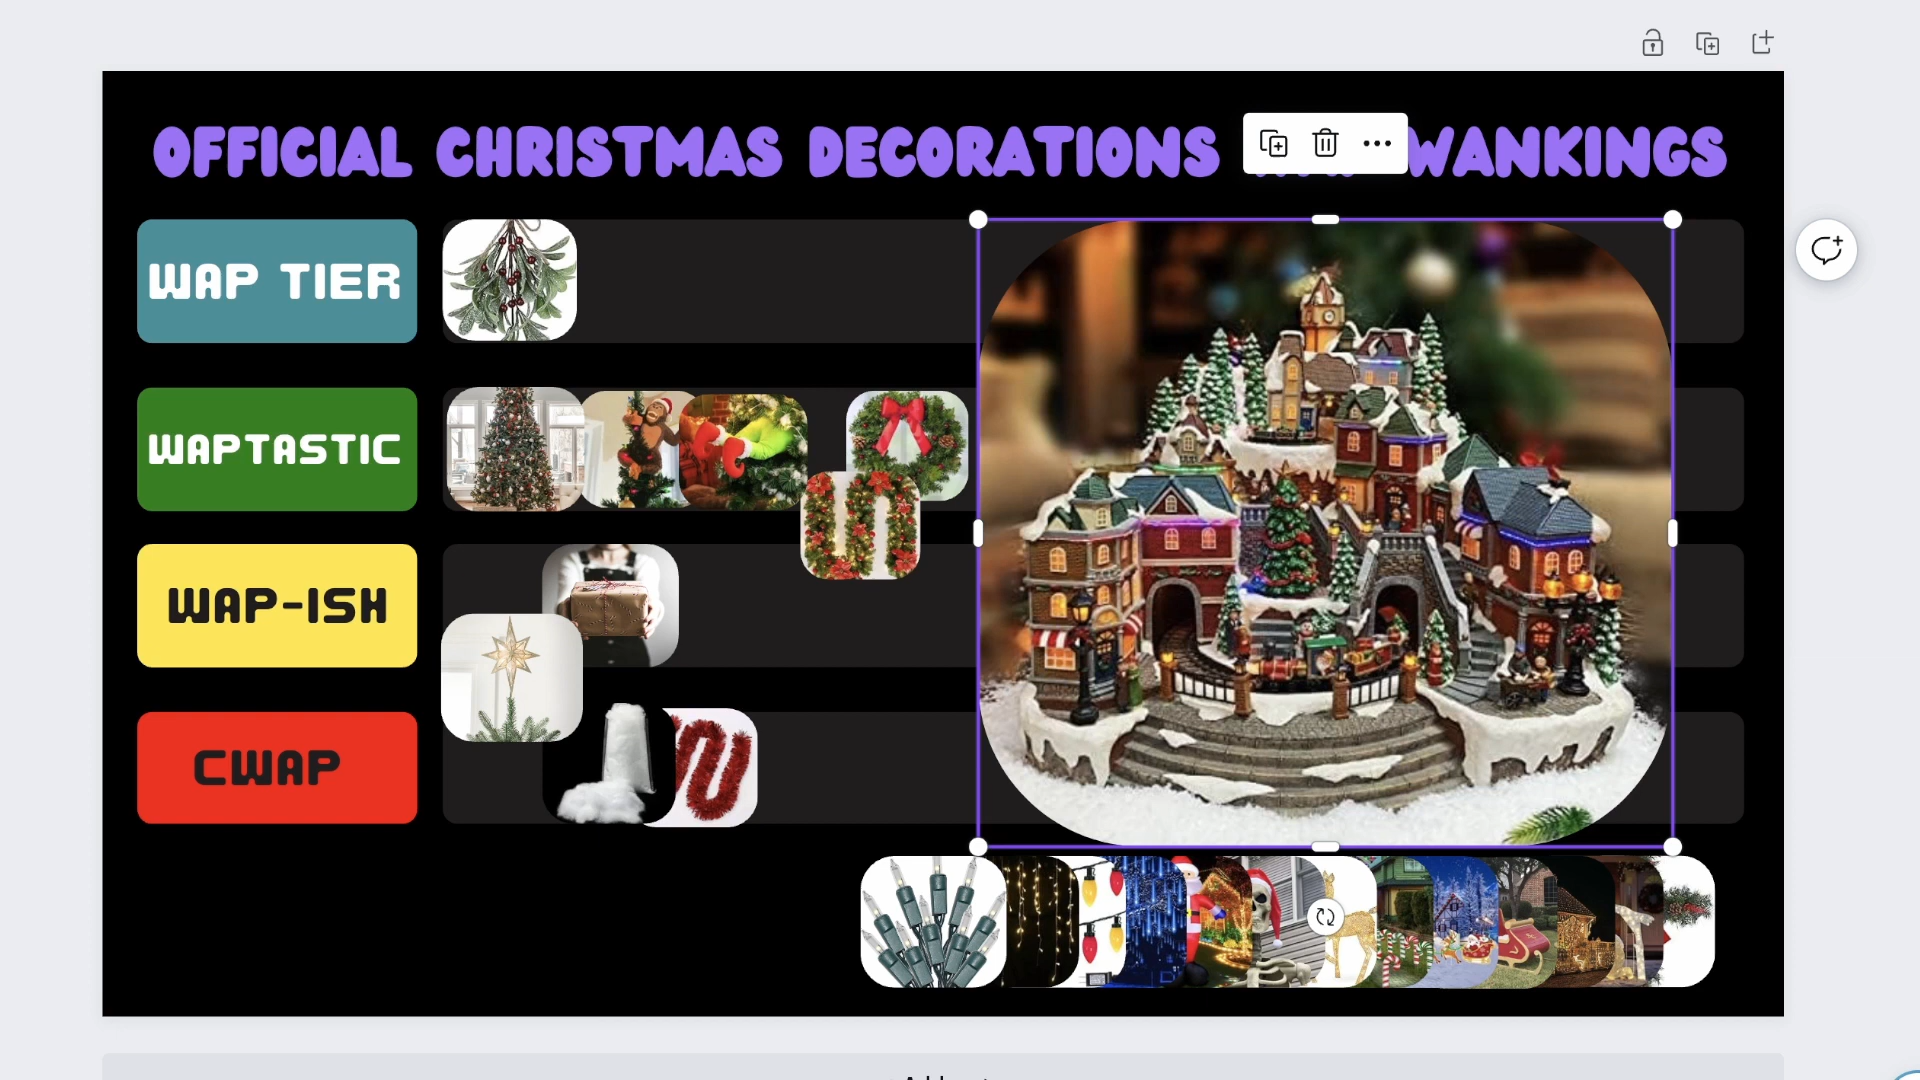 OFFICIAL CHRISTMAS DECORATIONS WANKINGS
WAP TIER
WAPTASTIC
WAP-ISH
CWAP